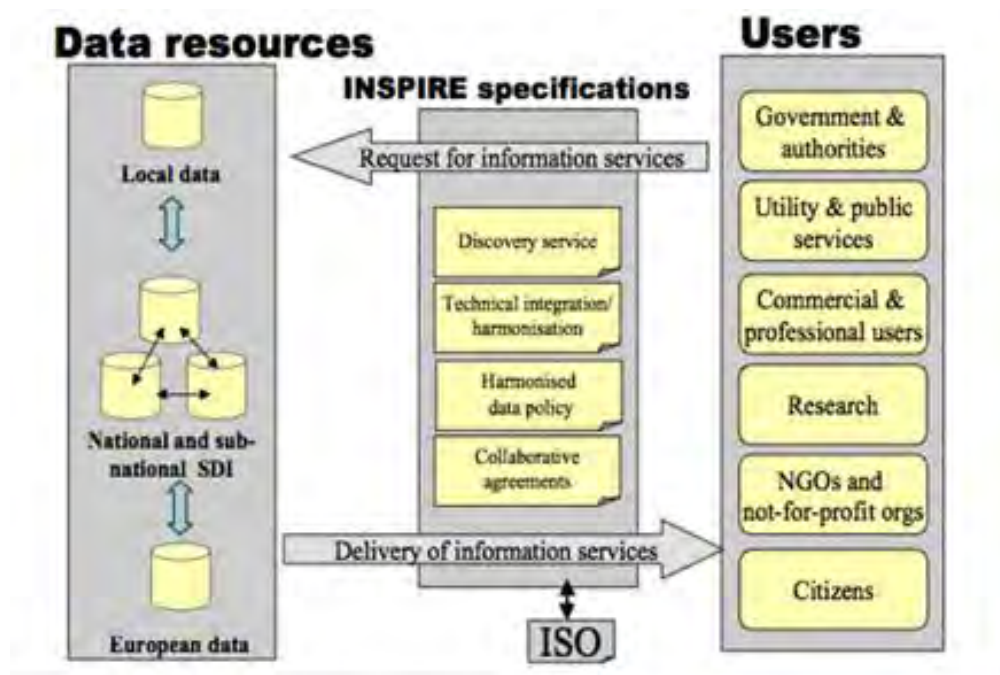 Data resources
Local data
National and sub-
national SDI
European data
INSPIRE specifications
Request for information services
Discovery service
Technical integration/
harmonisation
Harmonised
data policy
Collaborative
agreements
Delivery of information services
ISO
Users
Government &
authorities
Utility & public
services
Commercial &
professional users
Research
NGOs and
not-for-profit orgs
Citizens